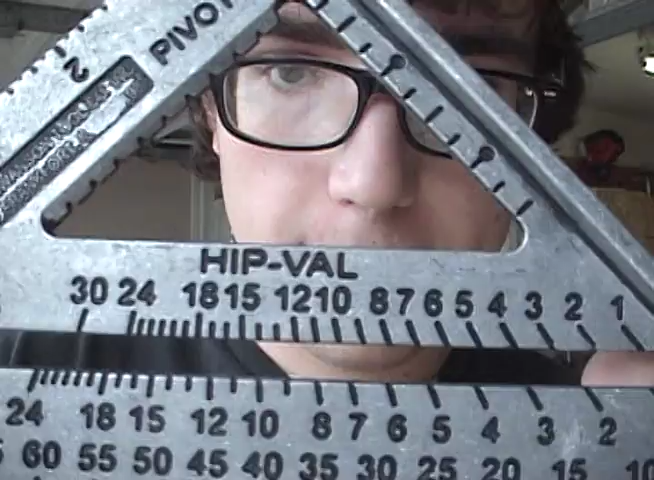 PIVOT
2
HIP-VAL
30 24 18 15 12 10 8 7 6 5 4 3 2 1
24 18 15 12 10 8 7 6 5 4 3 2
60 55 50 45 40 35 30 25 20 15 10